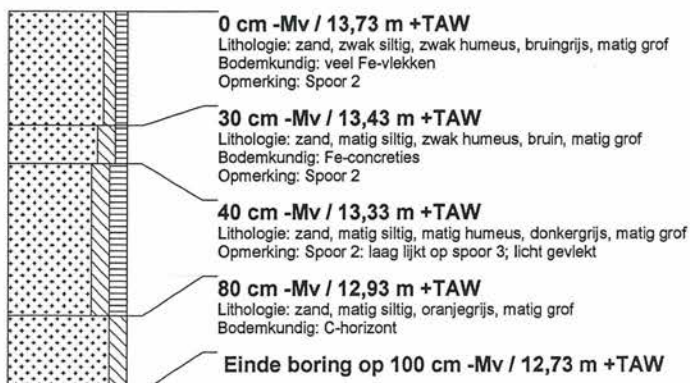 0 cm -Mv / 13,73 m +TAW
Lithologie: zand, zwak siltig, zwak humeus, bruingrijs, matig grof
Bodemkundig: veel Fe-vlekken
Opmerking: Spoor 2
30 cm -Mv / 13,43 m +TAW
Lithologie: zand, matig siltig, zwak humeus, bruin, matig grof
Bodemkundig: Fe-concreties
Opmerking: Spoor 2
40 cm -Mv / 13,33 m +TAW
Lithologie: zand, matig siltig, matig humeus, donkergrijs, matig grof
Opmerking: Spoor 2: laag lijkt op spoor 3; licht gevlekt
80 cm -Mv / 12,93 m +TAW
Lithologie: zand, matig siltig, oranjegrijs, matig grof
Bodemkundig: C-horizont
Einde boring op 100 cm -Mv / 12,73 m +TAW